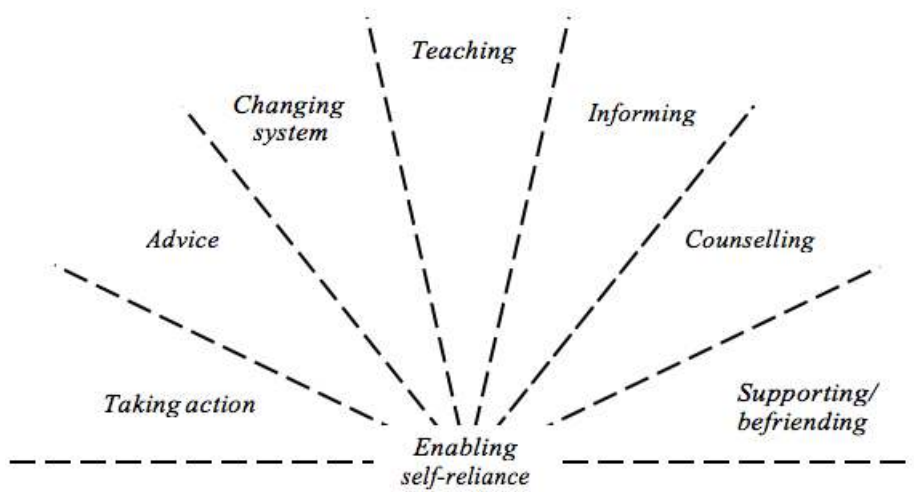 Teaching
Changing
system
Informing
Advice
Counselling
Taking action
Supporting/
befriending
Enabling
self-reliance